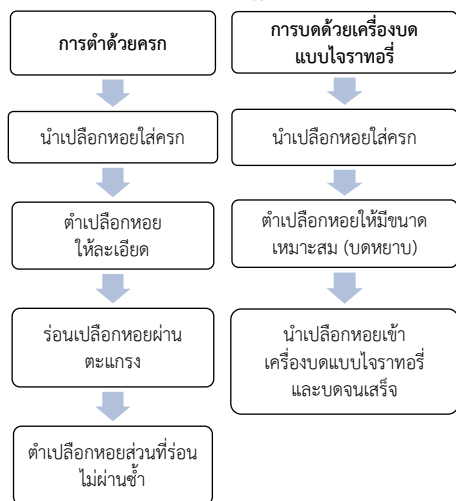 การตำด้วยครก
นำเปลือกหอยใส่ครก
ตำเปลือกหอย
ให้ละเอียด
ร่อนเปลือกหอยผ่าน
ตะแกรง
ตำเปลือกหอยส่วนที่ร่อน
ไม่ผ่านซ้ำ
การบดด้วยเครื่องบด
แบบไจราทอรี่
นำเปลือกหอยใส่ครก
ตำเปลือกหอยให้มีขนาด
เหมาะสม (บดหยาบ)
นำเปลือกหอยเข้า
เครื่องบดแบบไจราทอรี่
และบดจนเสร็จ